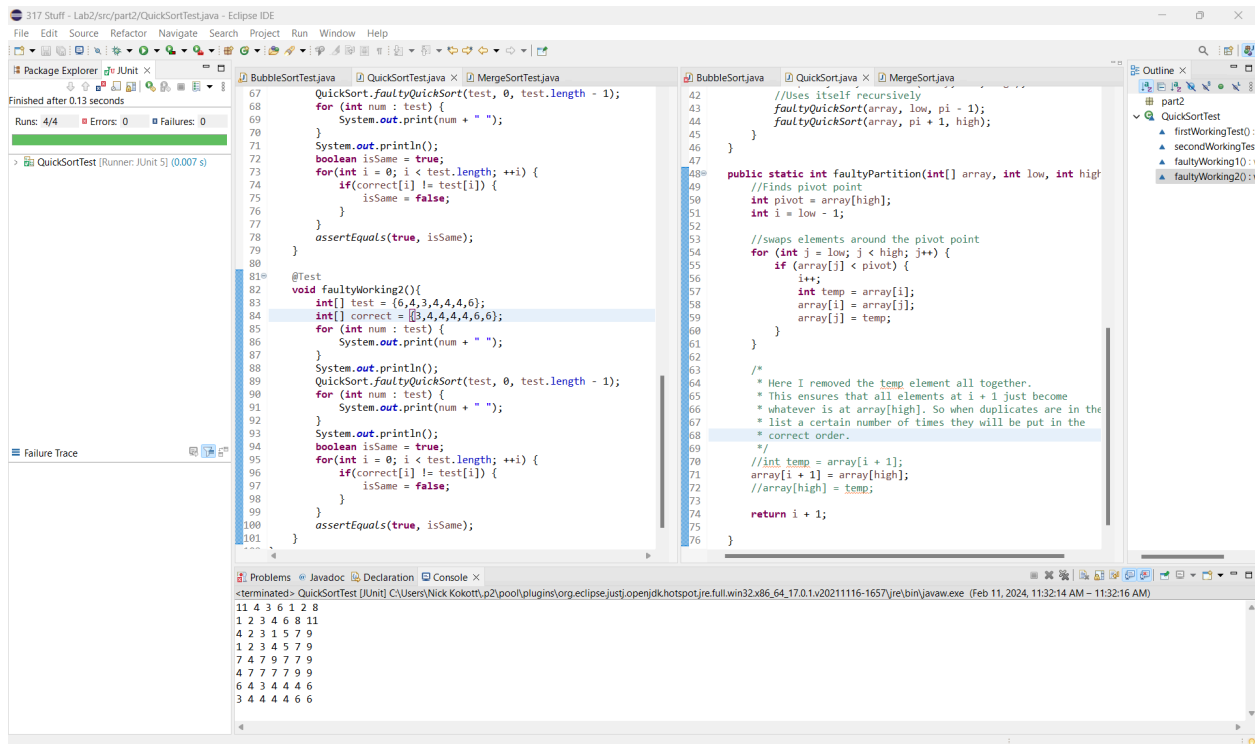 317 Stuff - Lab2/src/part2/QuickSortTest.java - Eclipse IDE
File Edit Source Refactor Navigate Search Project Run Window Help
Package Explorer JUnit
Finished after 0.13 seconds
Runs: 4/4 Errors: 0 Failures: 0
QuickSortTest [Runner: JUnit 5] (0.007 s)
Failure Trace
BubbleSortTest.java QuickSortTest.java MergeSortTest.java
67 QuickSort.faultyQuickSort(test, 0, test.length - 1);
68 for (int num : test) {
69 System.out.print(num + " ");
70 }
71 System.out.println();
72 boolean isSame = true;
73 for(int i = 0; i < test.length; ++i) {
74 if(correct[i] != test[i]) {
75 isSame = false;
76 }
77 }
78 assertEquals(true, isSame);
79 }
80
81 @Test
82 void faultyWorking2(){
83 int[] test = {6,4,3,4,4,4,6};
84 int[] correct = {3,4,4,4,4,6,6};
85 for (int num : test) {
86 System.out.print(num + " ");
87 }
88 System.out.println();
89 QuickSort.faultyQuickSort(test, 0, test.length - 1);
90 for (int num : test) {
91 System.out.print(num + " ");
92 }
93 System.out.println();
94 boolean isSame = true;
95 for(int i = 0; i < test.length; ++i) {
96 if(correct[i] != test[i]) {
97 isSame = false;
98 }
99 }
100 assertEquals(true, isSame);
101 }
BubbleSort.java QuickSort.java MergeSort.java
42 //Uses itself recursively
43 faultyQuickSort(array, low, pi - 1);
44 faultyQuickSort(array, pi + 1, high);
45 }
46 }
47
48 public static int faultyPartition(int[] array, int low, int high
49 //Finds pivot point
50 int pivot = array[high];
51 int i = low - 1;
52
53 //swaps elements around the pivot point
54 for (int j = low; j < high; j++) {
55 if (array[j] < pivot) {
56 i++;
57 int temp = array[i];
58 array[i] = array[j];
59 array[j] = temp;
60 }
61 }
62
63 /*
64 * Here I removed the temp element all together.
65 * This ensures that all elements at i + 1 just become
66 * whatever is at array[high]. So when duplicates are in the
67 * list a certain number of times they will be put in the
68 * correct order.
69 */
70 //int temp = array[i + 1];
71 array[i + 1] = array[high];
72 //array[high] = temp;
73
74 return i + 1;
75
76 }
Outline
part2
QuickSortTest
firstWorkingTest()
secondWorkingTes
faultyWorking1() :
faultyWorking2() :
Problems Javadoc Declaration Console
<terminated> QuickSortTest [JUnit] C:\Users\Nick Kokott\.p2\pool\plugins\org.eclipse.justj.openjdk.hotspot.jre.full.win32.x86_64_17.0.1.v20211116-1657\jre\bin\javaw.exe (Feb 11, 2024, 11:32:14 AM – 11:32:16 AM)
11 4 3 6 1 2 8
1 2 3 4 6 8 11
4 2 3 1 5 7 9
1 2 3 4 5 7 9
7 4 7 9 7 7 9
4 7 7 7 7 9 9
6 4 3 4 4 4 6
3 4 4 4 4 6 6